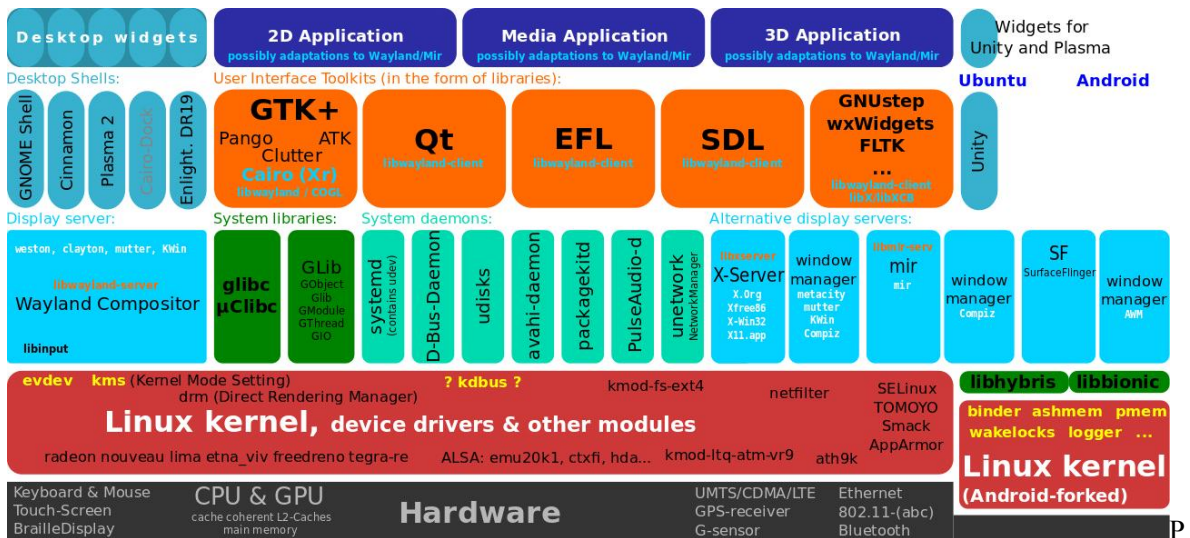 Desktop widgets
2D Application
possibly adaptations to Wayland/Mir
Media Application
possibly adaptations to Wayland/Mir
3D Application
possibly adaptations to Wayland/Mir
Widgets for
Unity and Plasma
Desktop Shells:
User Interface Toolkits (in the form of libraries):
Ubuntu
Android
GNOME Shell
Cinnamon
Plasma 2
Cairo-Dock
Enlight. DR19
GTK+
Pango ATK
Clutter
Cairo (Xr)
libwayland / COGL
Qt
libwayland-client
EFL
libwayland-client
SDL
libwayland-client
GNUstep
wxWidgets
FLTK
...
libwayland-client
libX/libXCB
Unity
Display server:
System libraries:
System daemons:
Alternative display servers:
weston, clayton, mutter, KWin
libwayland-server
Wayland Compositor
libinput
glibc
µClibc
GLib
GObject
Glib
GModule
GThread
GIO
systemd
(contains udev)
D-Bus-Daemon
udisks
avahi-daemon
packagekitd
PulseAudio-d
unetwork
NetworkManager
libxserver
X-Server
X.Org
Xfree86
X-Win32
X11.app
window
manager
metacity
mutter
KWin
Compiz
libmir-serv
mir
mir
window
manager
Compiz
SF
SurfaceFlinger
window
manager
AWM
evdev kms (Kernel Mode Setting)
drm (Direct Rendering Manager)
? kdbus ?
kmod-fs-ext4
netfilter
SELinux
TOMOYO
Smack
AppArmor
Linux kernel, device drivers & other modules
radeon nouveau lima etna_viv freedreno tegra-re
ALSA: emu20k1, ctxfi, hda...
kmod-ltq-atm-vr9
ath9k
libhybris
libbionic
binder ashmem pmem
wakelocks logger ...
Linux kernel
(Android-forked)
Keyboard & Mouse
Touch-Screen
BrailleDisplay
CPU & GPU
cache coherent L2-Caches
main memory
Hardware
UMTS/CDMA/LTE
GPS-receiver
G-sensor
Ethernet
802.11-(abc)
Bluetooth
P